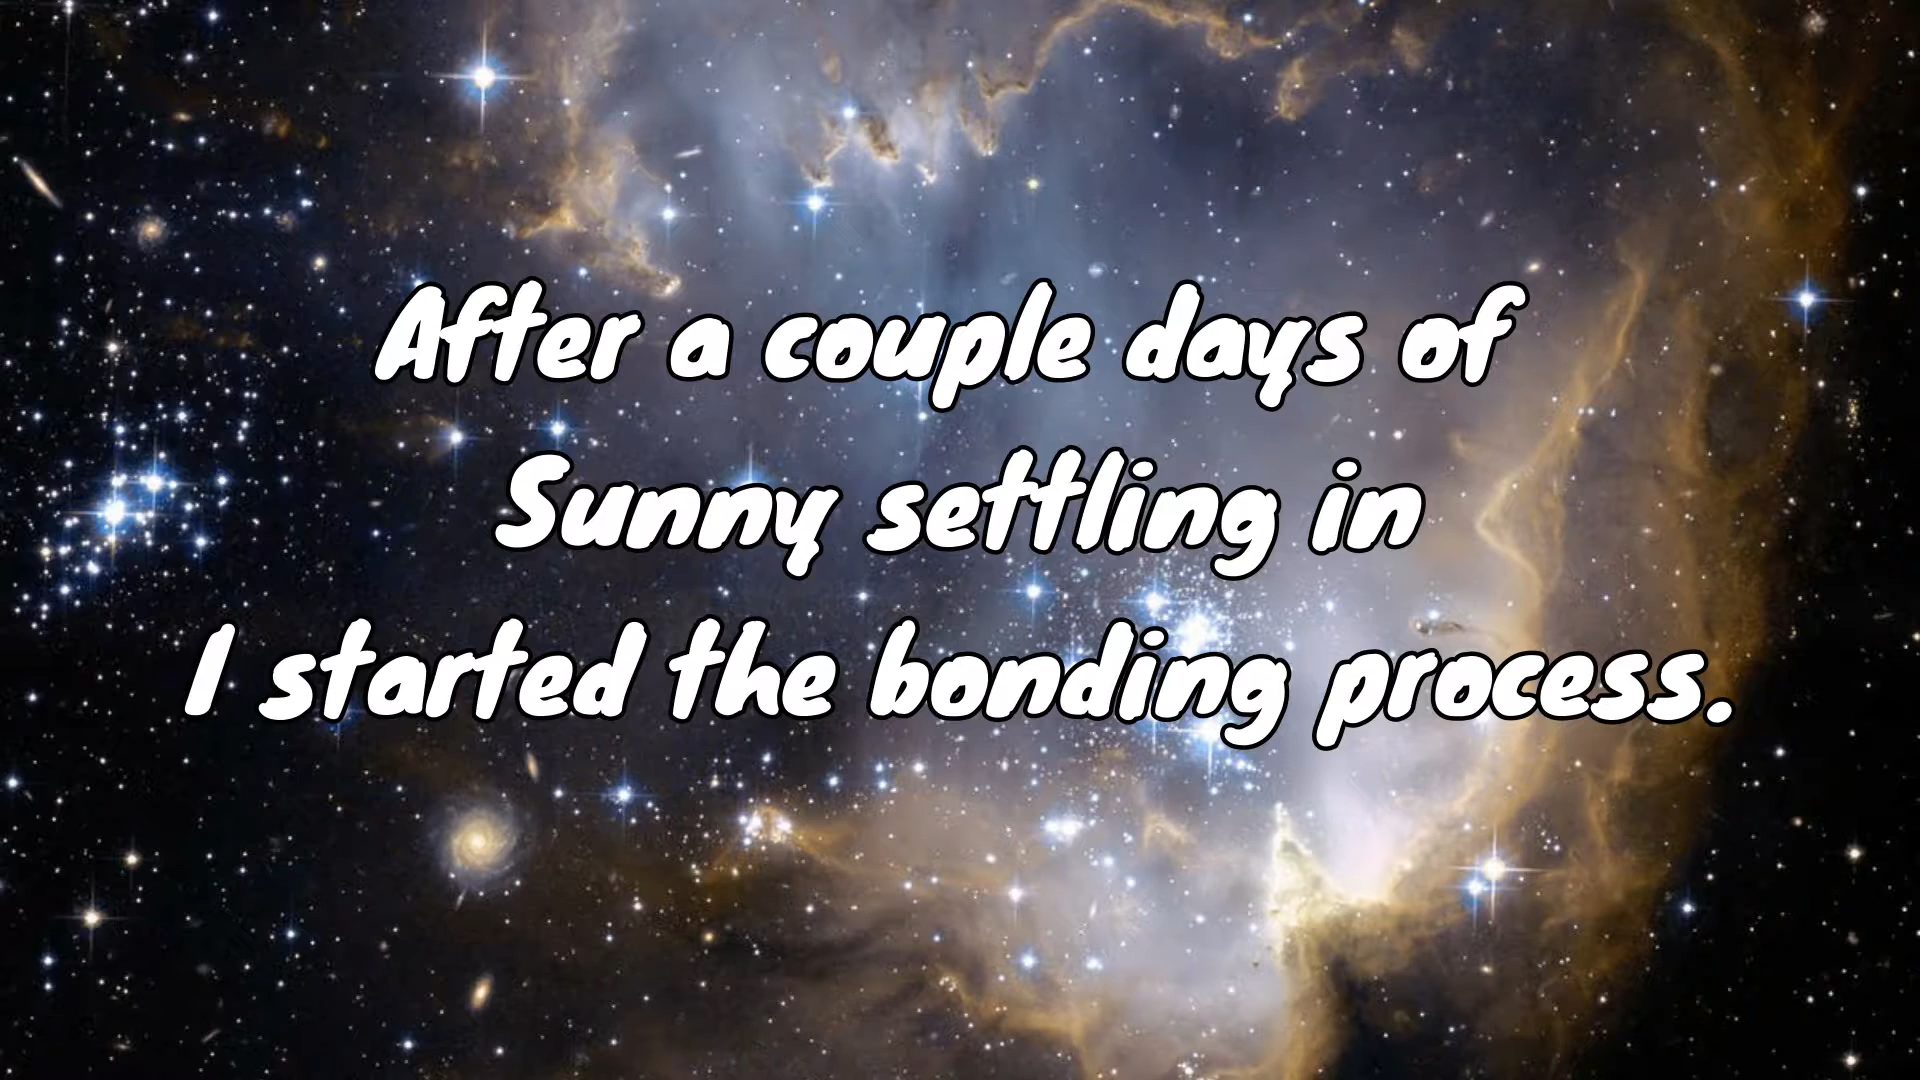 After a couple days of
Sunny settling in
I started the bonding process.